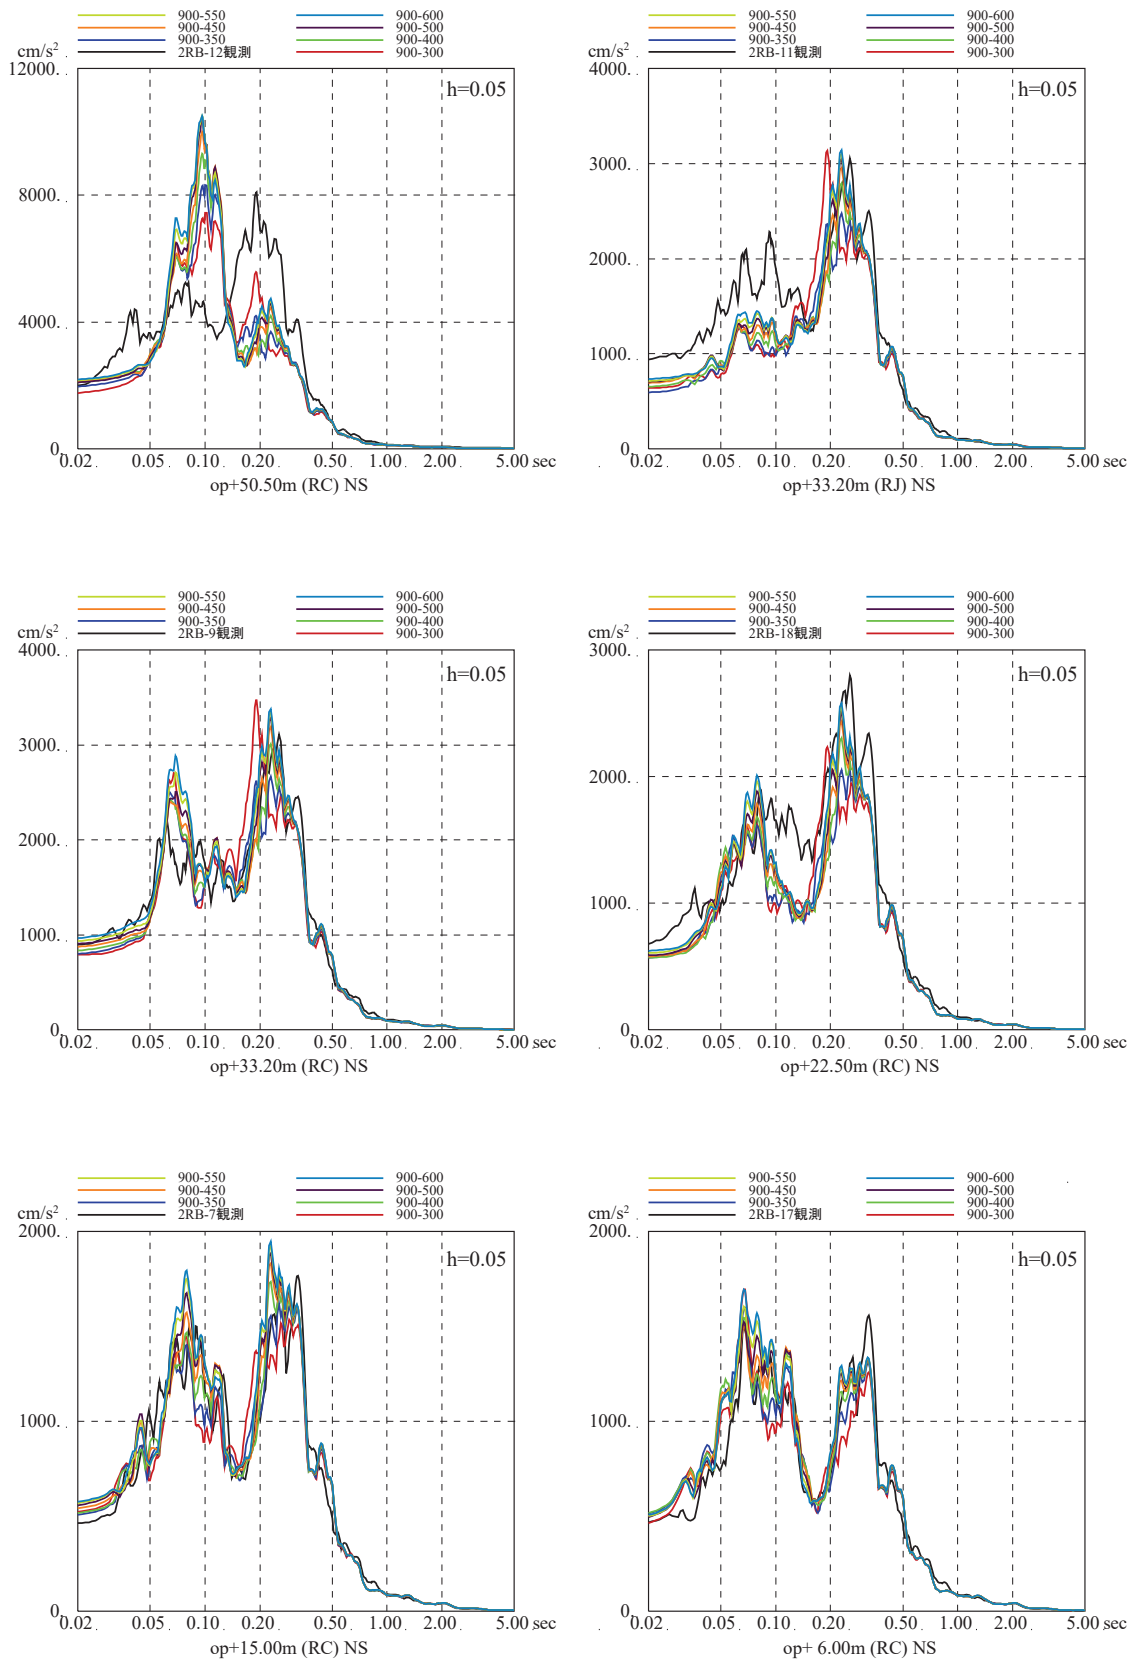 900-550 900-600
900-450 900-500
900-350 900-400
2RB-12観測 900-300
cm/s²
12000.
h=0.05
8000.
4000.
0.
0.02 0.05 0.10 0.20 0.50 1.00 2.00 5.00 sec
op+50.50m (RC) NS
900-550 900-600
900-450 900-500
900-350 900-400
2RB-11観測 900-300
cm/s²
4000.
h=0.05
3000.
2000.
1000.
0.
0.02 0.05 0.10 0.20 0.50 1.00 2.00 5.00 sec
op+33.20m (RJ) NS
900-550 900-600
900-450 900-500
900-350 900-400
2RB-9観測 900-300
cm/s²
4000.
h=0.05
3000.
2000.
1000.
0.
0.02 0.05 0.10 0.20 0.50 1.00 2.00 5.00 sec
op+33.20m (RC) NS
900-550 900-600
900-450 900-500
900-350 900-400
2RB-18観測 900-300
cm/s²
3000.
h=0.05
2000.
1000.
0.
0.02 0.05 0.10 0.20 0.50 1.00 2.00 5.00 sec
op+22.50m (RC) NS
900-550 900-600
900-450 900-500
900-350 900-400
2RB-7観測 900-300
cm/s²
2000.
h=0.05
1000.
0.
0.02 0.05 0.10 0.20 0.50 1.00 2.00 5.00 sec
op+15.00m (RC) NS
900-550 900-600
900-450 900-500
900-350 900-400
2RB-17観測 900-300
cm/s²
2000.
h=0.05
1000.
0.
0.02 0.05 0.10 0.20 0.50 1.00 2.00 5.00 sec
op+ 6.00m (RC) NS